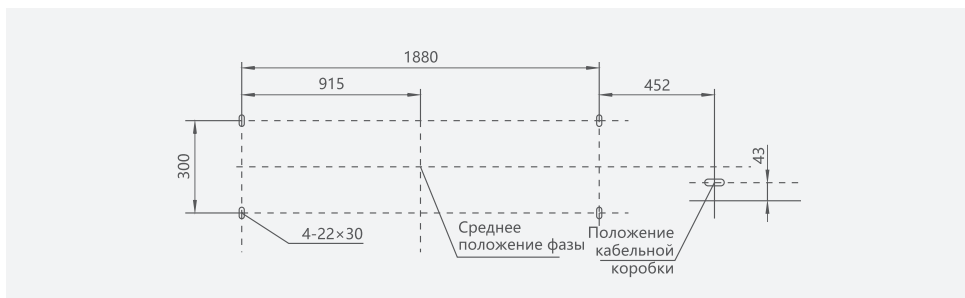 1880
915
452
300
43
4-22×30
Среднее
положение фазы
Положение
кабельной
коробки